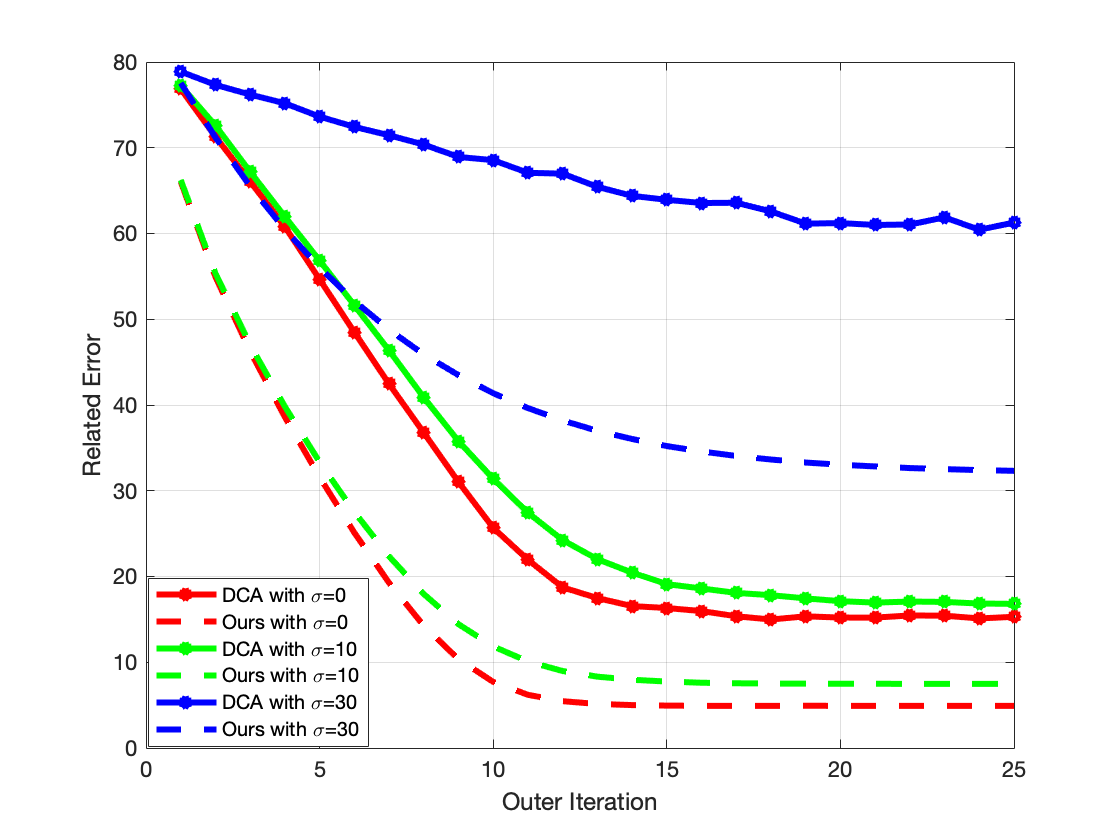 80
70
60
50
40
30
20
10
0
Related Error
DCA with σ=0
Ours with σ=0
DCA with σ=10
Ours with σ=10
DCA with σ=30
Ours with σ=30
0 5 10 15 20 25
Outer Iteration